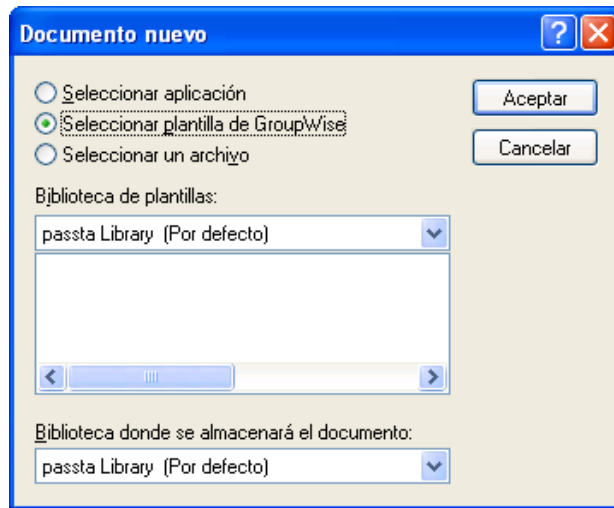 Documento nuevo
Seleccionar aplicación
Aceptar
Seleccionar plantilla de GroupWise
Seleccionar un archivo
Cancelar
Biblioteca de plantillas:
passta Library (Por defecto)
Biblioteca donde se almacenará el documento:
passta Library (Por defecto)